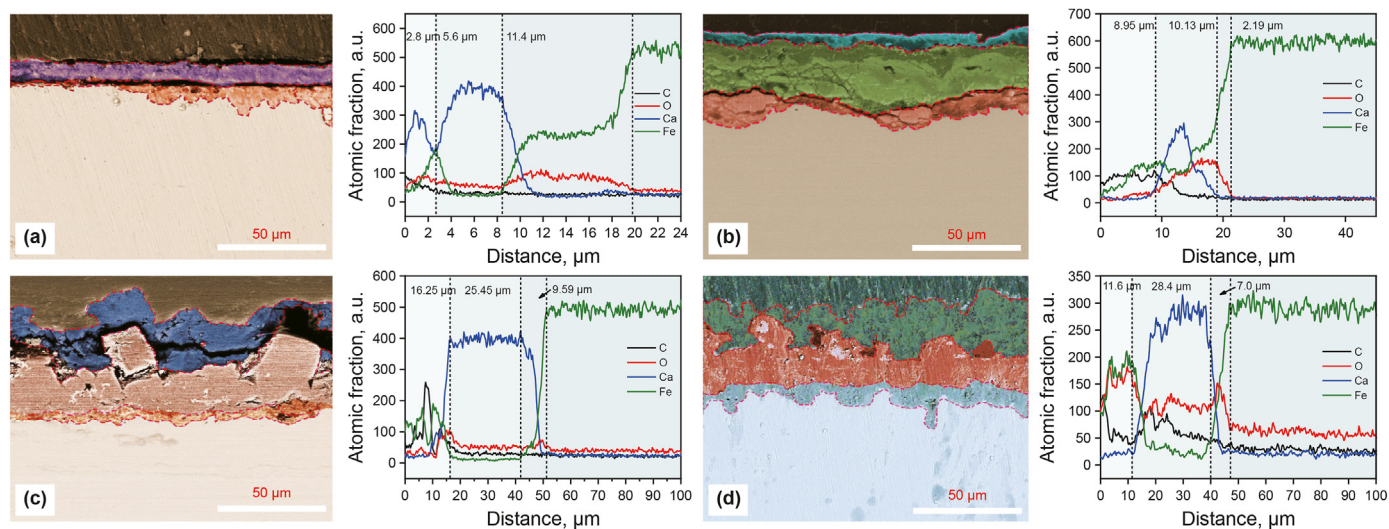 (a)
50 μm
Atomic fraction, a.u.
600
500
400
300
200
100
0
2.8 μm
5.6 μm
11.4 μm
C
O
Ca
Fe
0 2 4 6 8 10 12 14 16 18 20 22 24
Distance, μm
(b)
50 μm
Atomic fraction, a.u.
700
600
500
400
300
200
100
0
8.95 μm
10.13 μm
2.19 μm
C
O
Ca
Fe
0 10 20 30 40
Distance, μm
(c)
50 μm
Atomic fraction, a.u.
600
500
400
300
200
100
0
16.25 μm
25.45 μm
9.59 μm
C
O
Ca
Fe
0 10 20 30 40 50 60 70 80 90 100
Distance, μm
(d)
50 μm
Atomic fraction, a.u.
350
300
250
200
150
100
50
0
11.6 μm
28.4 μm
7.0 μm
C
O
Ca
Fe
0 10 20 30 40 50 60 70 80 90 100
Distance, μm